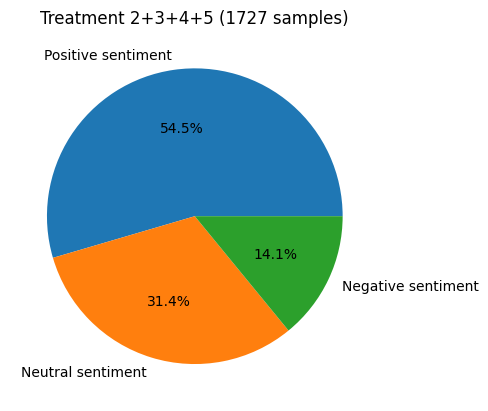 Treatment 2+3+4+5 (1727 samples)
Positive sentiment
54.5%
14.1%
Negative sentiment
31.4%
Neutral sentiment